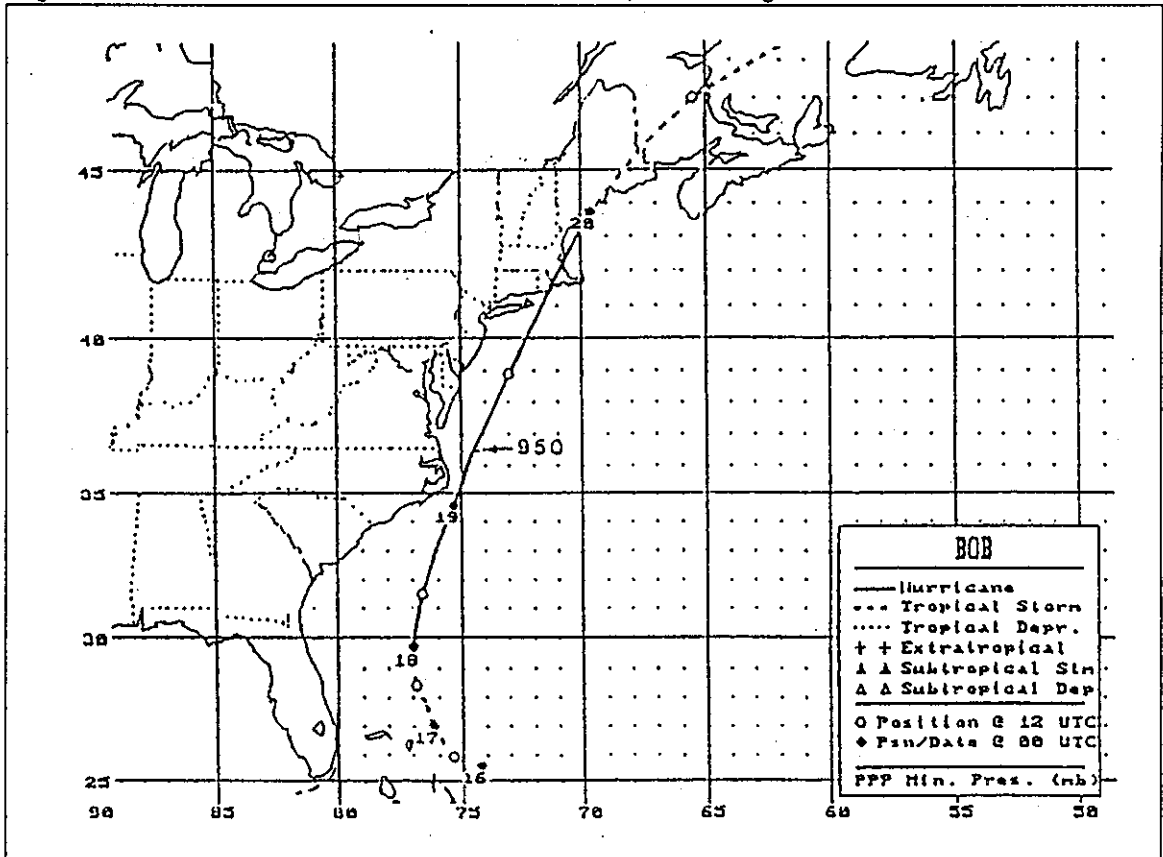 45
40
35
30
25
90
85
80
75
70
65
60
55
50
20
950
19
18
17
16
BOB
Hurricane
Tropical Storm
Tropical Depr.
+ + Extratropical
Subtropical Stm
Δ Δ Subtropical Dep
O Position @ 12 UTC
◆ Psn/Date @ 00 UTC
PPP Min. Pres. (mb)